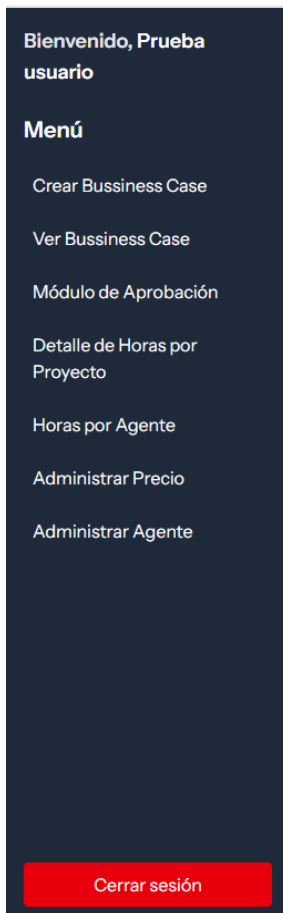 Bienvenido, Prueba
usuario
Menú
Crear Bussiness Case
Ver Bussiness Case
Módulo de Aprobación
Detalle de Horas por
Proyecto
Horas por Agente
Administrar Precio
Administrar Agente
Cerrar sesión